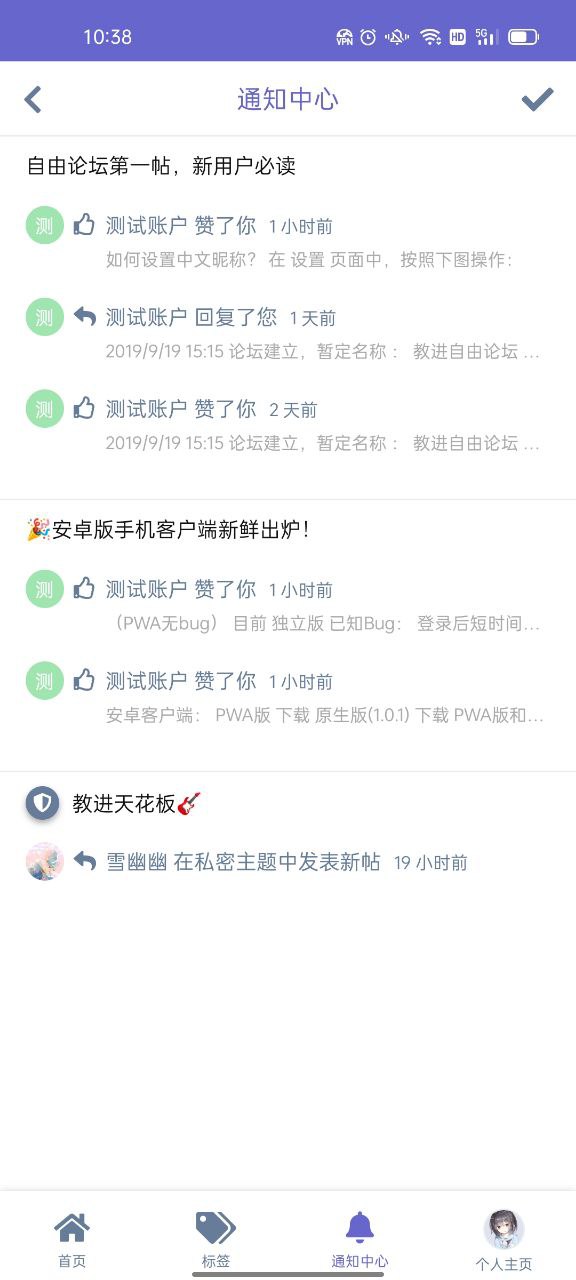 10:38
VPN
HD
5G
通知中心
自由论坛第一帖，新用户必读
测
测试账户 赞了你 1 小时前
如何设置中文昵称？ 在 设置 页面中，按照下图操作：
测
测试账户 回复了您 1 天前
2019/9/19 15:15 论坛建立，暂定名称： 教进自由论坛 ...
测
测试账户 赞了你 2 天前
2019/9/19 15:15 论坛建立，暂定名称： 教进自由论坛 ...
🎉安卓版手机客户端新鲜出炉！
测
测试账户 赞了你 1 小时前
（PWA无bug） 目前 独立版 已知Bug： 登录后短时间...
测
测试账户 赞了你 1 小时前
安卓客户端： PWA版 下载 原生版(1.0.1) 下载 PWA版和...
教进天花板🎸
雪幽幽 在私密主题中发表新帖 19 小时前
首页
标签
通知中心
个人主页